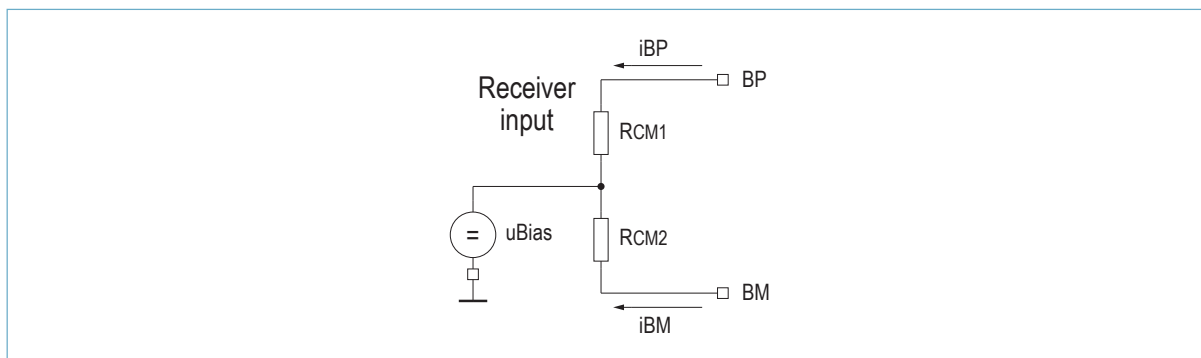 iBP
BP
Receiver
input
RCM1
=
uBias
RCM2
BM
iBM